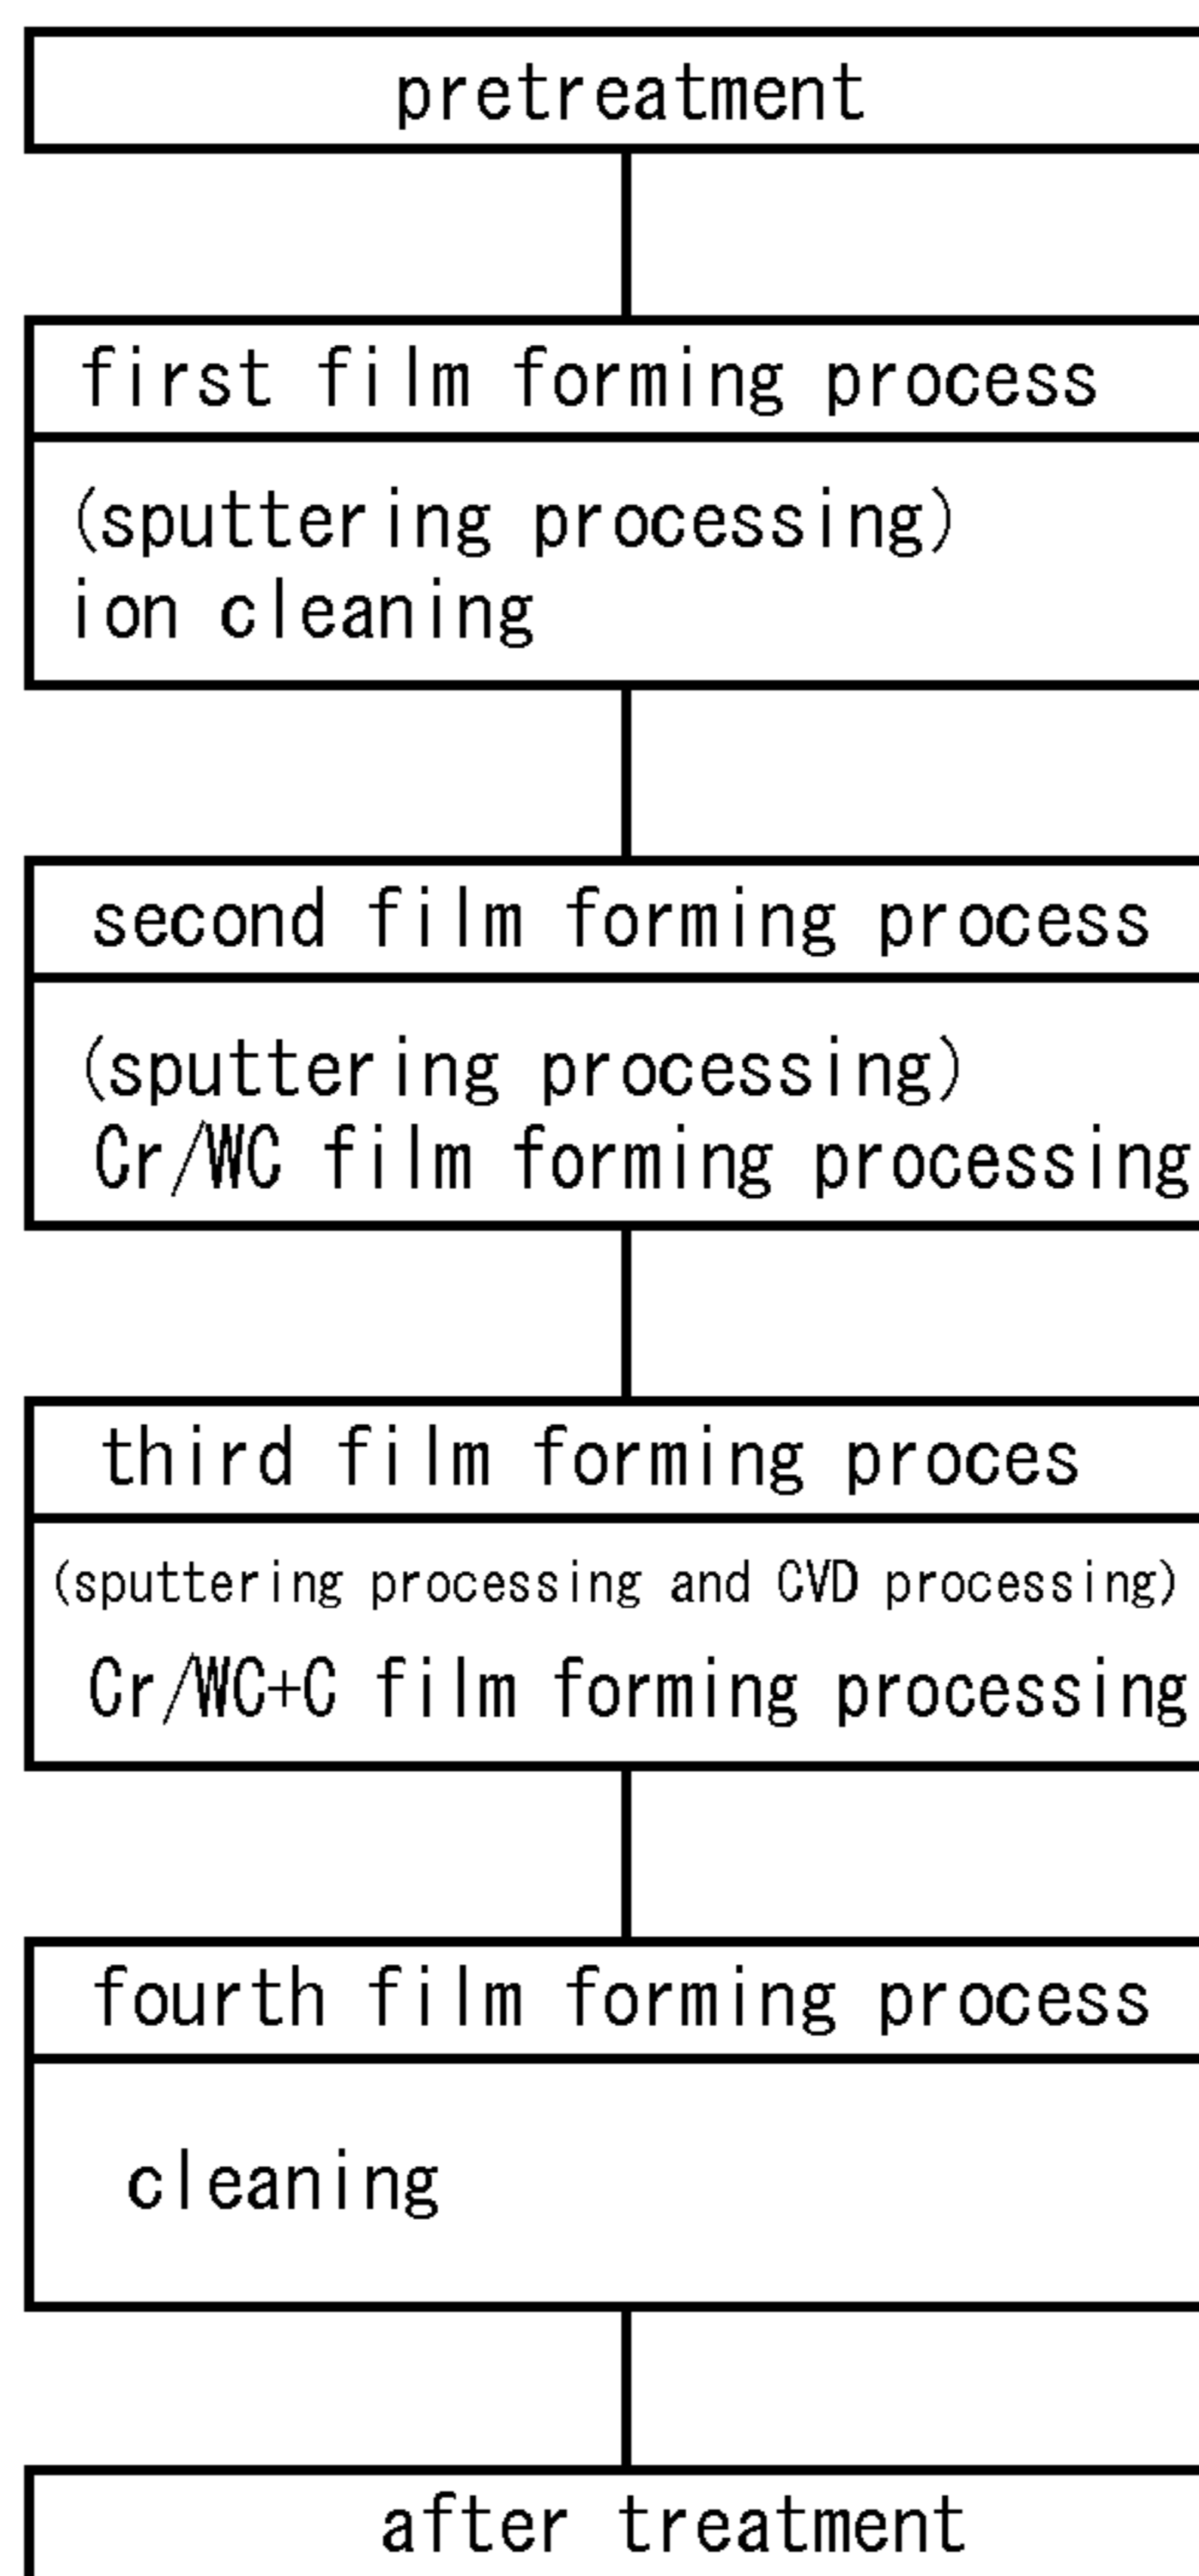 pretreatment
first film forming process
(sputtering processing)
ion cleaning
second film forming process
(sputtering processing)
Cr/WC film forming processing
third film forming proces
(sputtering processing and CVD processing)
Cr/WC+C film forming processing
fourth film forming process
cleaning
after treatment